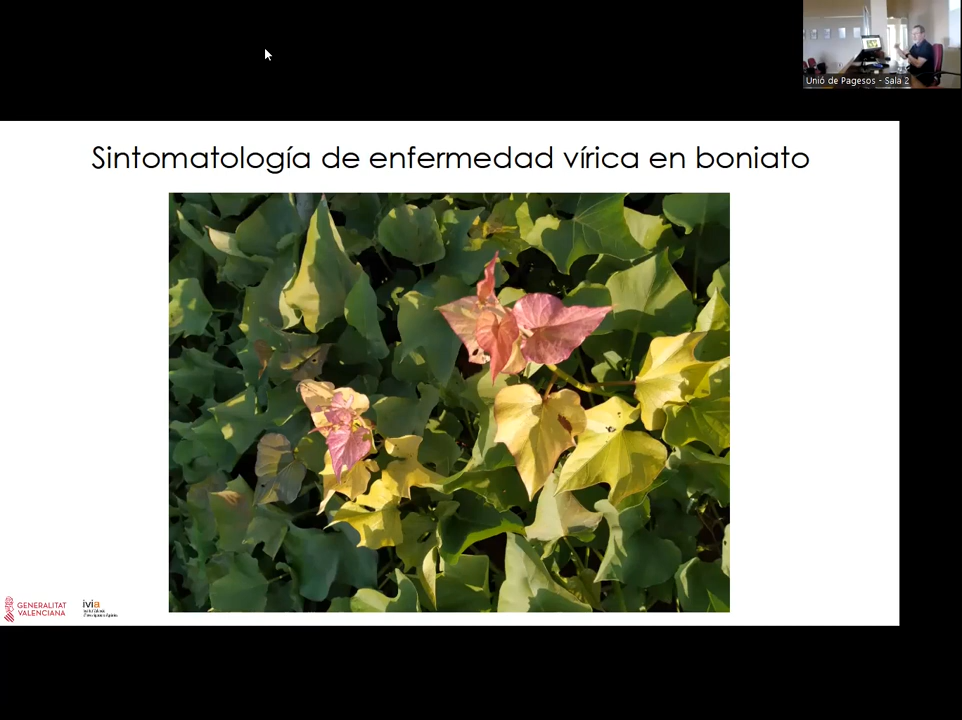 Unió de Pagesos - Sala 2
Sintomatología de enfermedad vírica en boniato
GENERALITAT
VALENCIANA
ivia